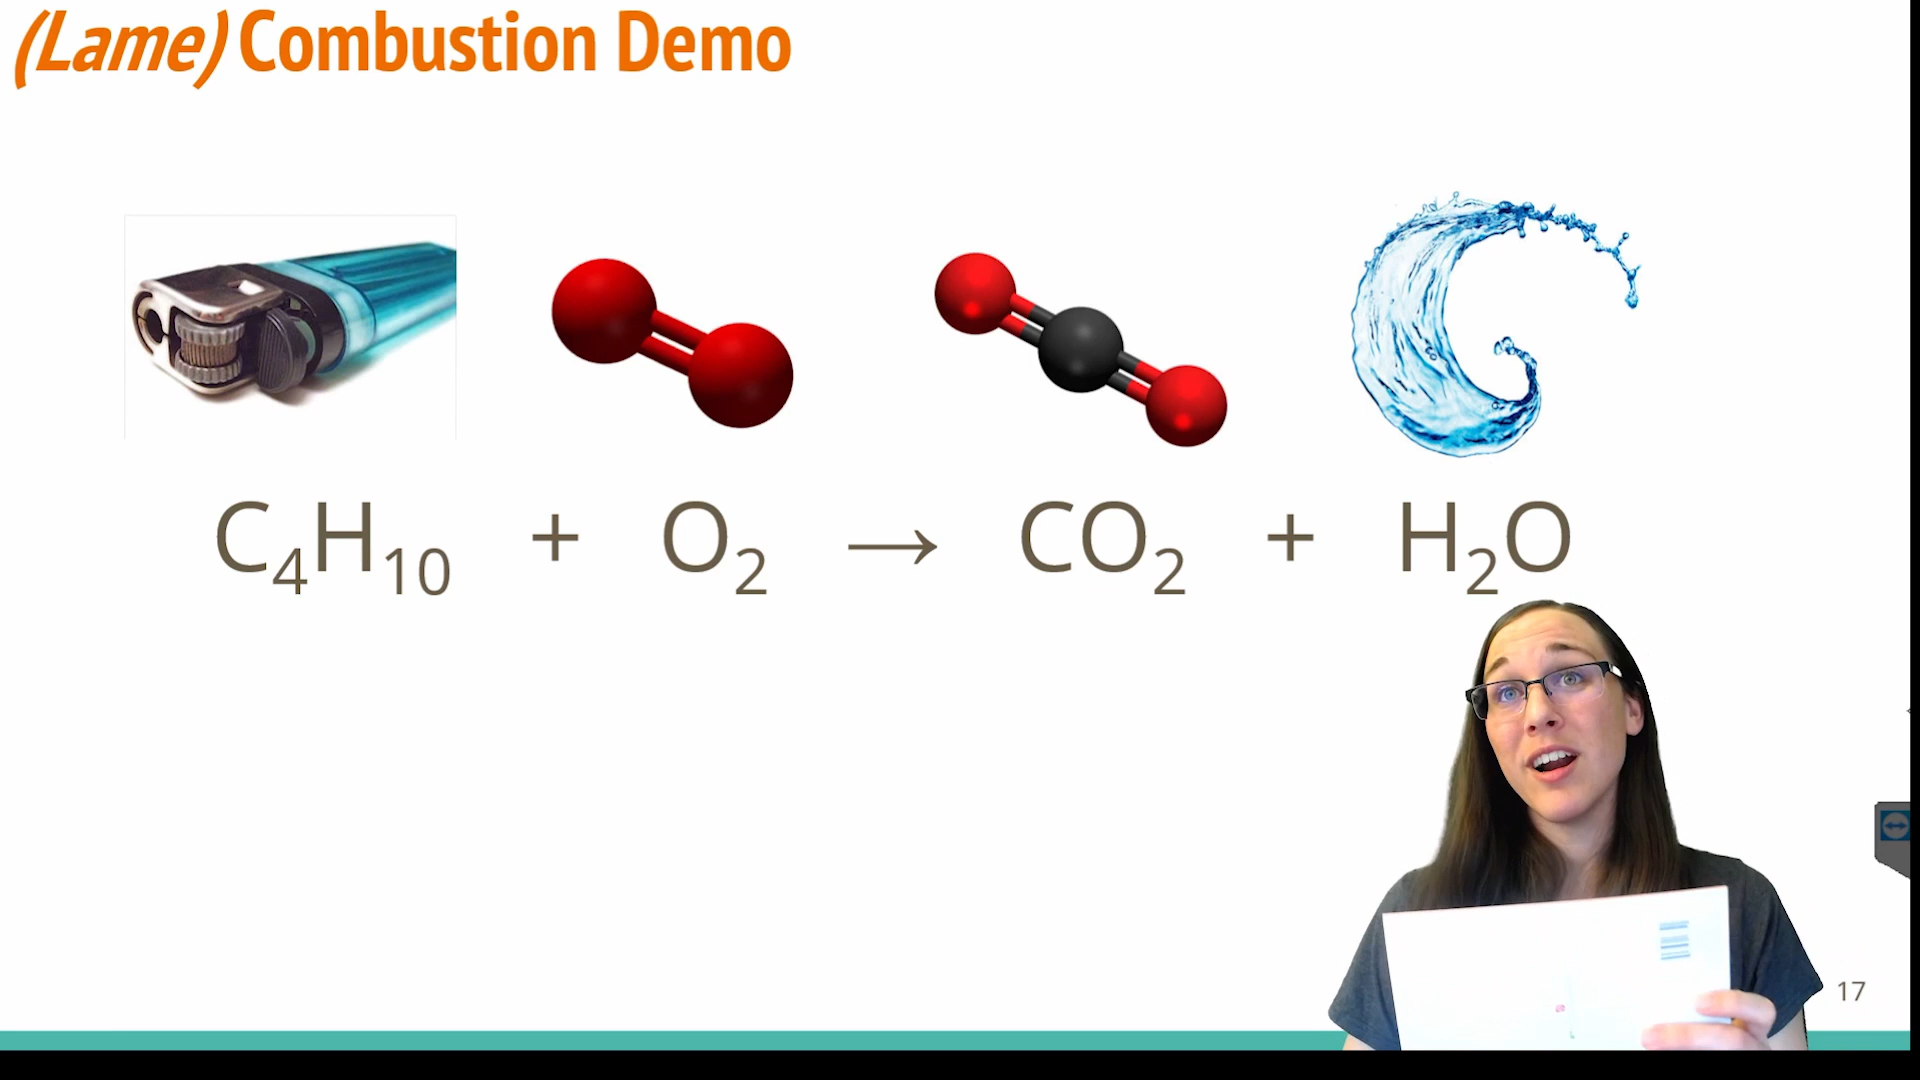 (Lame) Combustion Demo
C₄H₁₀ + O₂ → CO₂ + H₂O
17